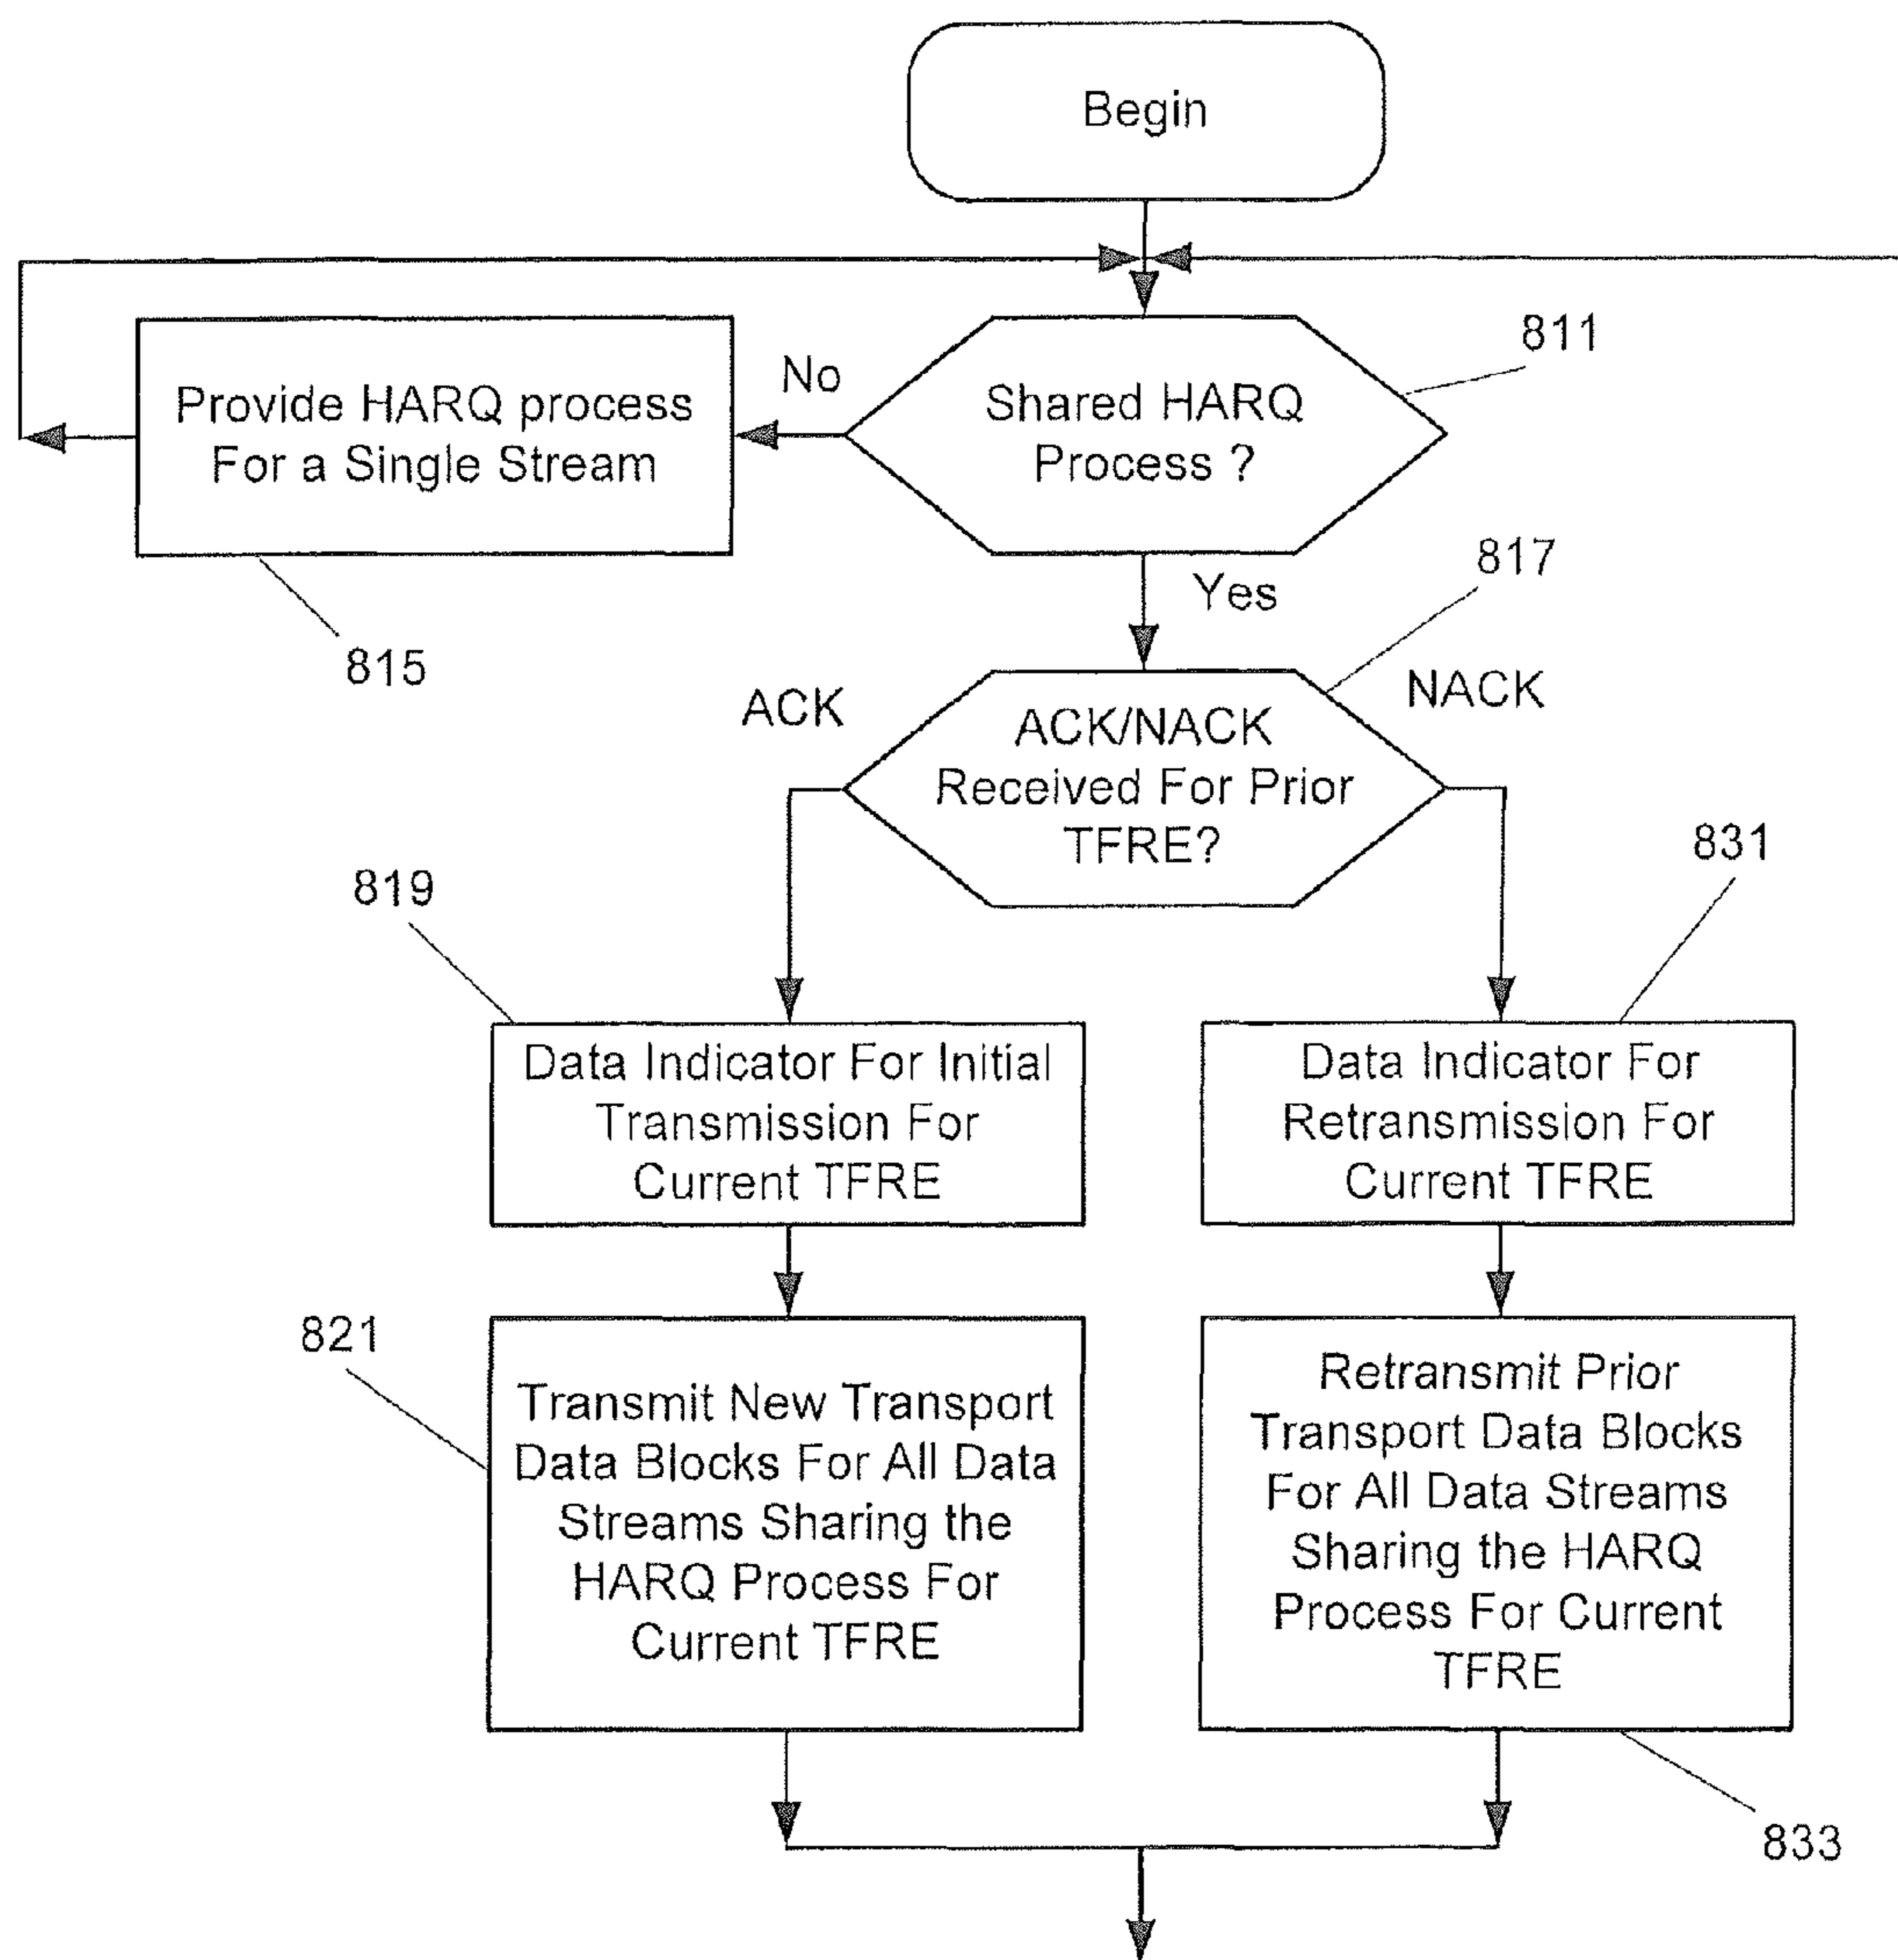 Begin
811
No
Shared HARQ
Process ?
Provide HARQ process
For a Single Stream
815
Yes
817
ACK
NACK
ACK/NACK
Received For Prior
TFRE?
819
831
Data Indicator For Initial
Transmission For
Current TFRE
Data Indicator For
Retransmission For
Current TFRE
821
Transmit New Transport
Data Blocks For All Data
Streams Sharing the
HARQ Process For
Current TFRE
Retransmit Prior
Transport Data Blocks
For All Data Streams
Sharing the HARQ
Process For Current
TFRE
833